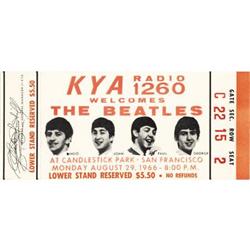 KYA RADIO 1260
WELCOMES
THE BEATLES
RINGO JOHN PAUL GEORGE
AT CANDLESTICK PARK - SAN FRANCISCO
MONDAY AUGUST 29, 1966 - 8:00 P.M.
LOWER STAND RESERVED $5.50 • NO REFUNDS
LOWER STAND RESERVED $5.50
GATE SEC. ROW SEAT
C 22 15 2